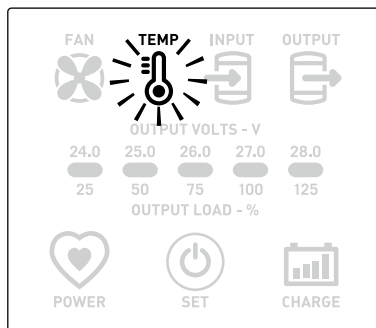 FAN TEMP INPUT OUTPUT
OUTPUT VOLTS - V
24.0 25.0 26.0 27.0 28.0
25 50 75 100 125
OUTPUT LOAD - %
POWER SET CHARGE